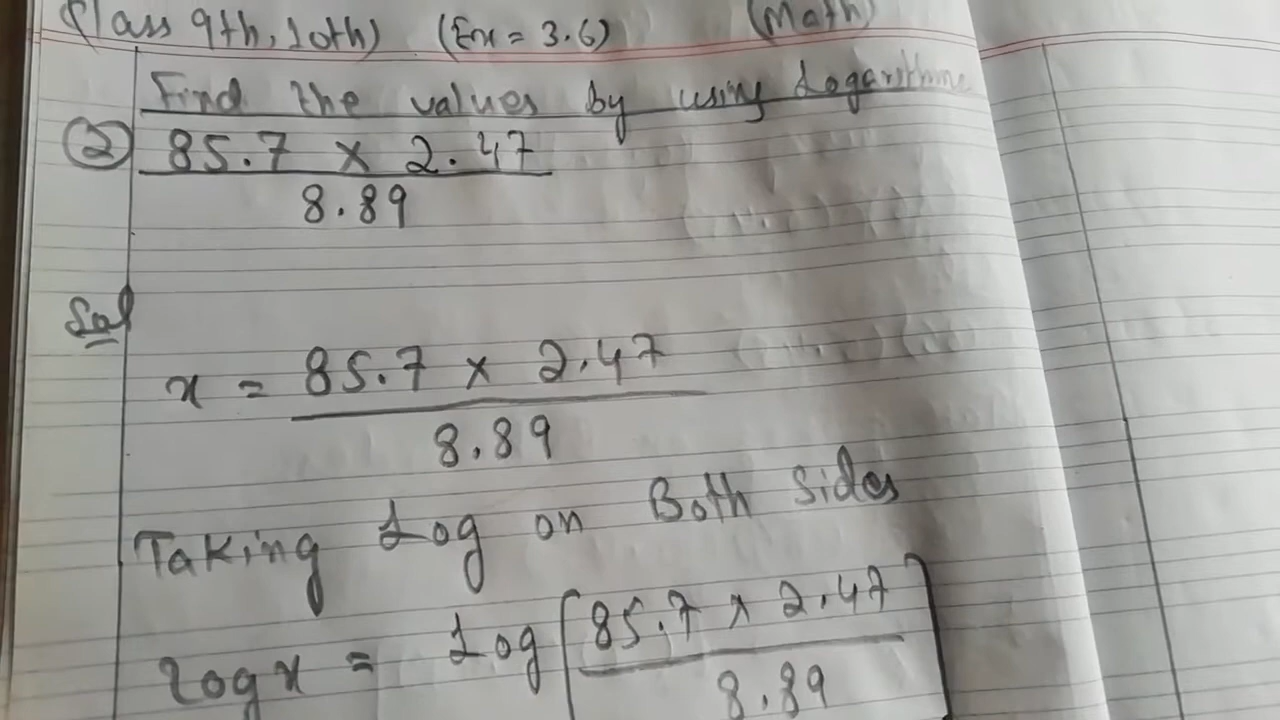 Class 9th, 10th) (Ex = 3.6) (Math)
Find the values by using Logarithm
② 85.7 × 2.47
8.89
Sol
x = 85.7 × 2.47
8.89
Taking Log on Both sides
Log x = Log [85.7 × 2.47]
8.89